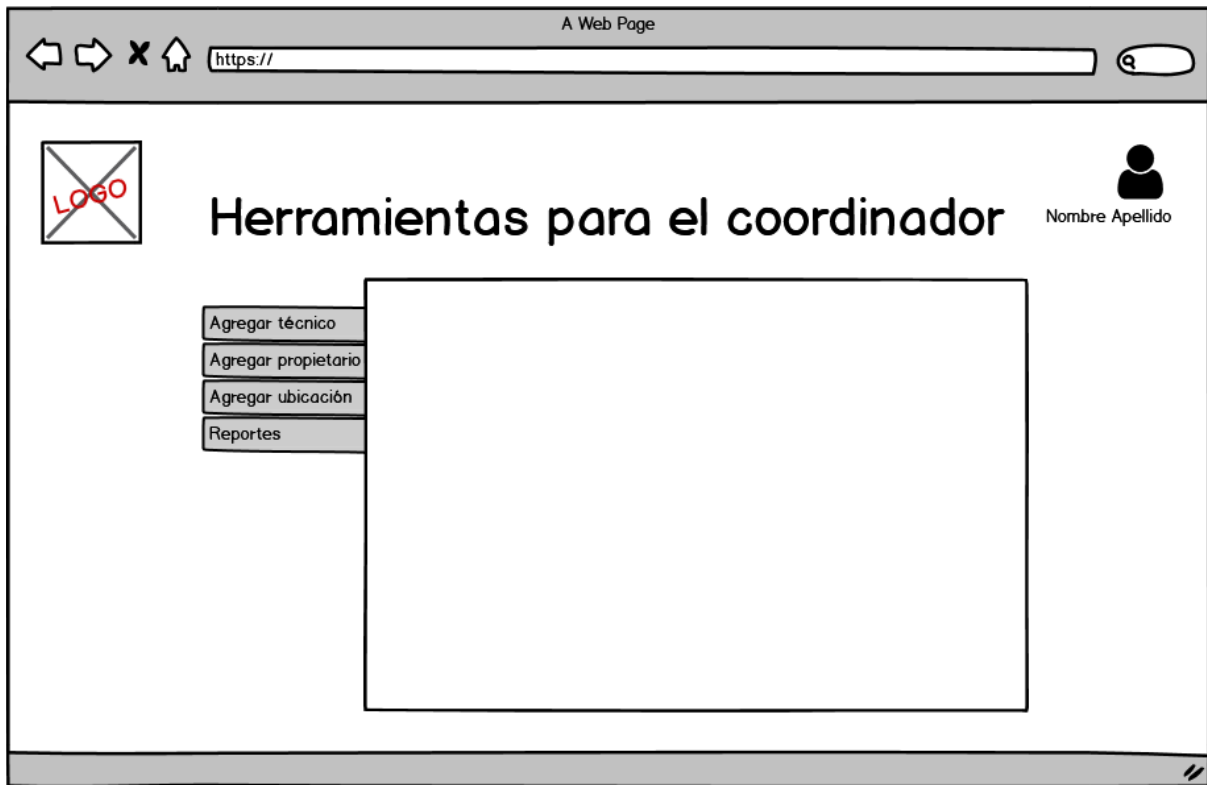 A Web Page
https://
LOGO
Herramientas para el coordinador
Nombre Apellido
Agregar técnico
Agregar propietario
Agregar ubicación
Reportes